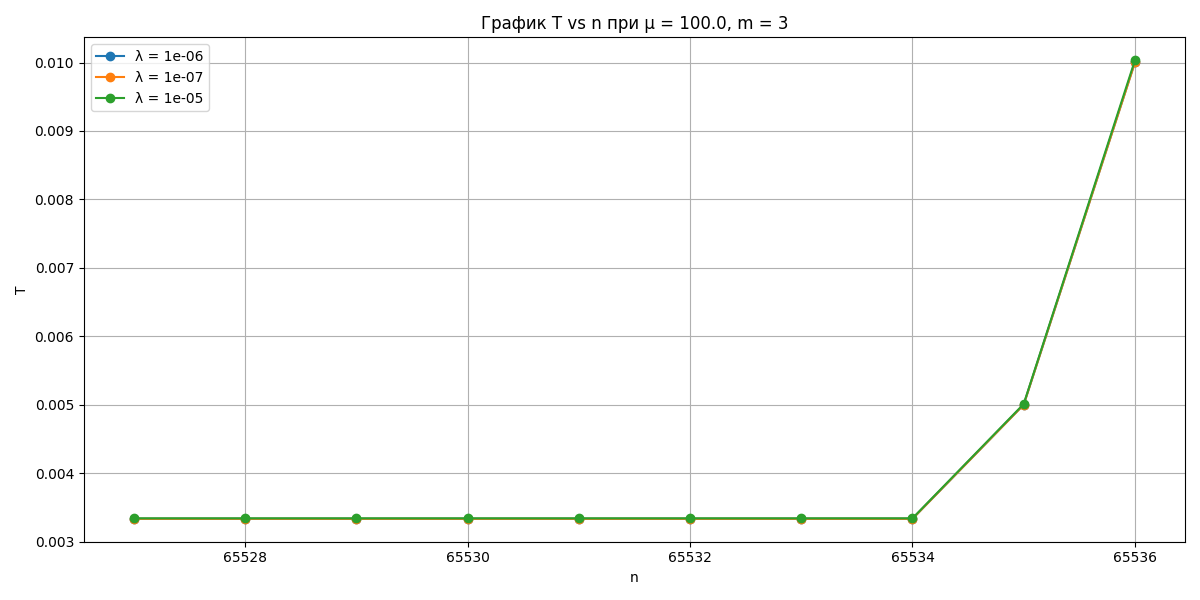 График T vs n при μ = 100.0, m = 3
λ = 1e-06
λ = 1e-07
λ = 1e-05
0.010
0.009
0.008
0.007
0.006
0.005
0.004
0.003
T
65528 65530 65532 65534 65536
n